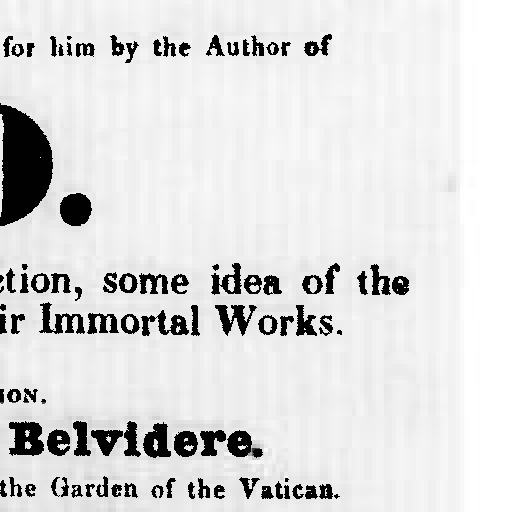 for him by the Author of
D.
ction, some idea of the
ir Immortal Works.
ION.
Belvidere.
the Garden of the Vatican.